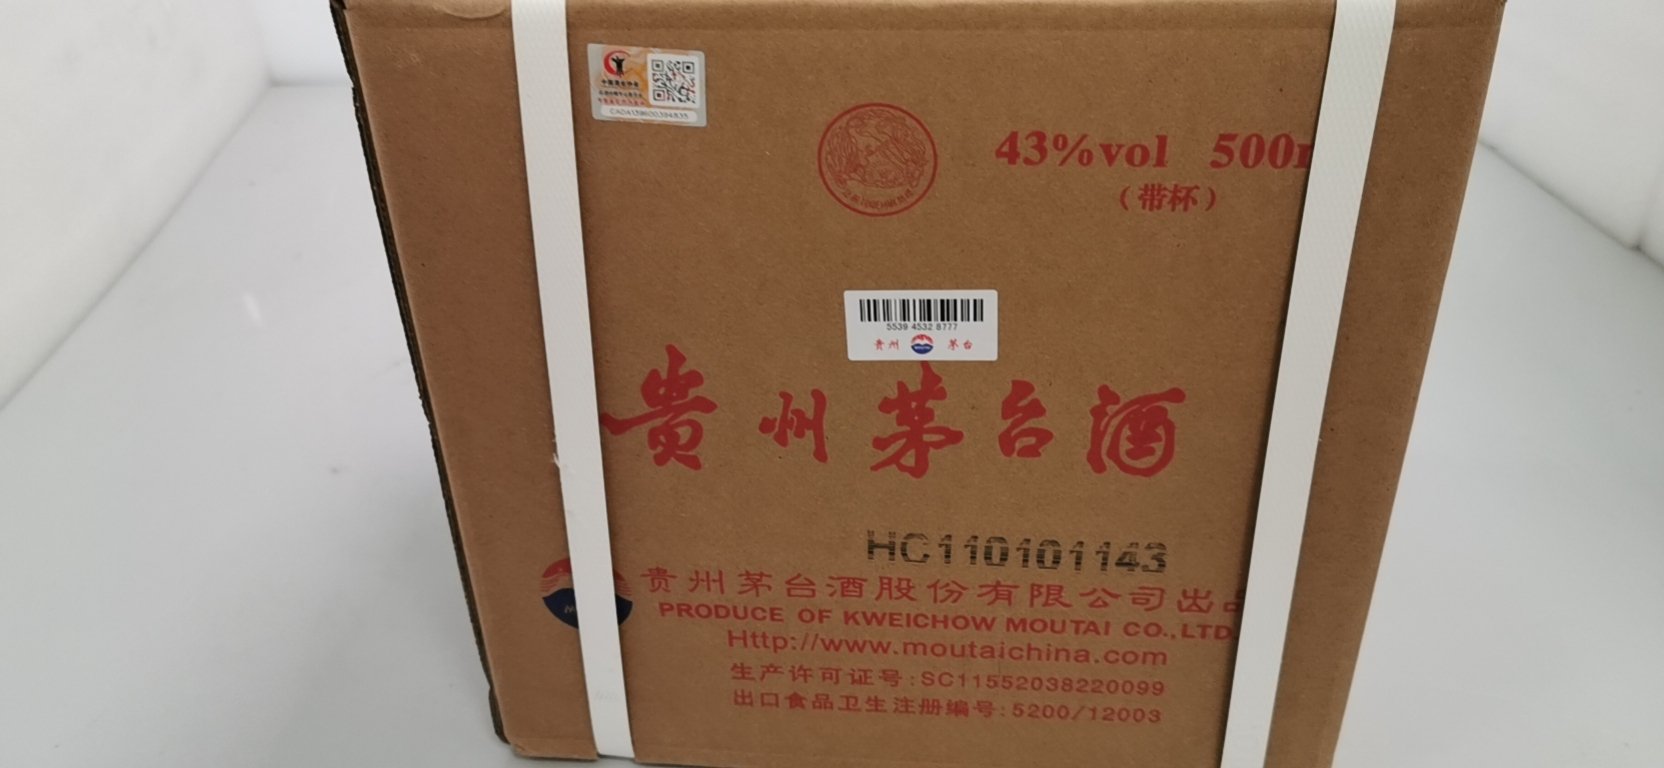 43%vol 500m
(带杯)
5539 4532 8777
贵州 MOUTAI 茅台
贵州茅台酒
HC110101143
贵州茅台酒股份有限公司出品
PRODUCE OF KWEICHOW MOUTAI CO.,LTD.
Http://www.moutaichina.com
生产许可证号:SC11552038220099
出口食品卫生注册编号:5200/12003